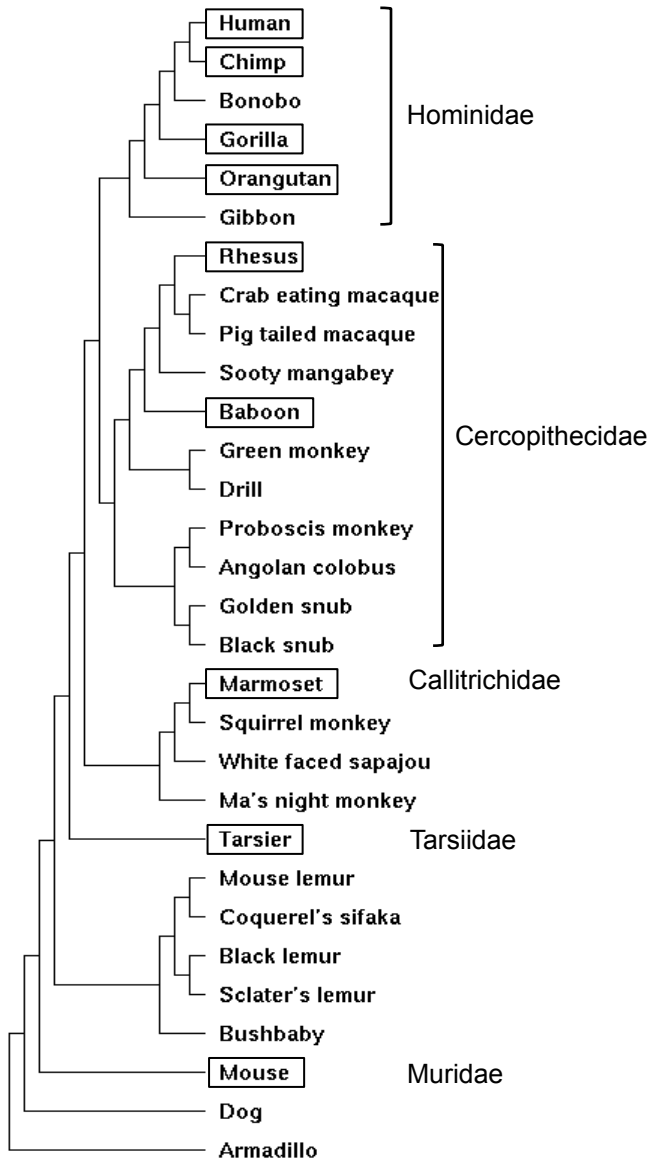 Human
Chimp
Bonobo
Hominidae
Gorilla
Orangutan
Gibbon
Rhesus
Crab eating macaque
Pig tailed macaque
Sooty mangabey
Baboon
Cercopithecidae
Green monkey
Drill
Proboscis monkey
Angolan colobus
Golden snub
Black snub
Marmoset Callitrichidae
Squirrel monkey
White faced sapajou
Ma's night monkey
Tarsier Tarsiidae
Mouse lemur
Coquerel's sifaka
Black lemur
Sclater's lemur
Bushbaby
Mouse Muridae
Dog
Armadillo